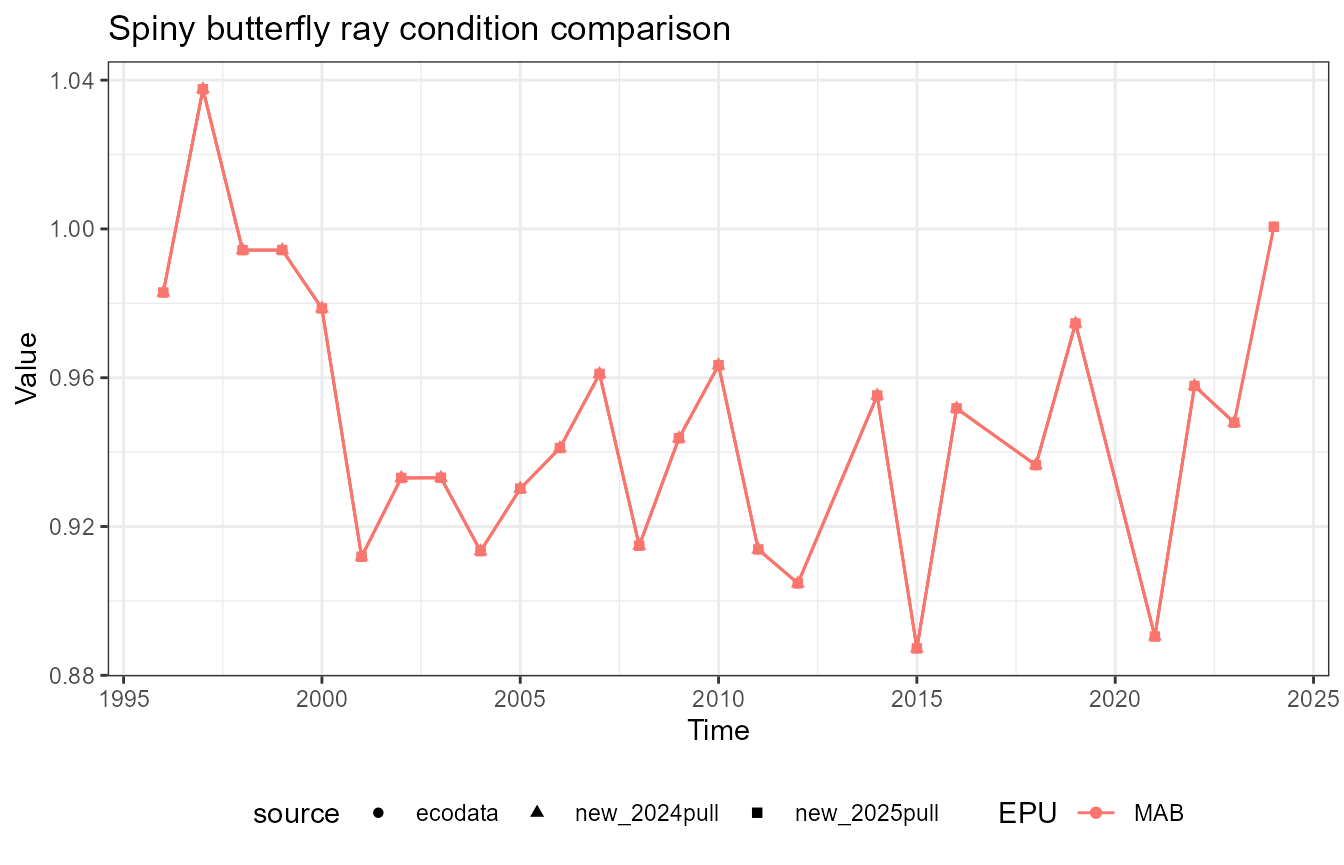 Spiny butterfly ray condition comparison
1.04
1.00
0.96
0.92
0.88
Value
1995 2000 2005 2010 2015 2020 2025
Time
source ecodata new_2024pull new_2025pull EPU MAB